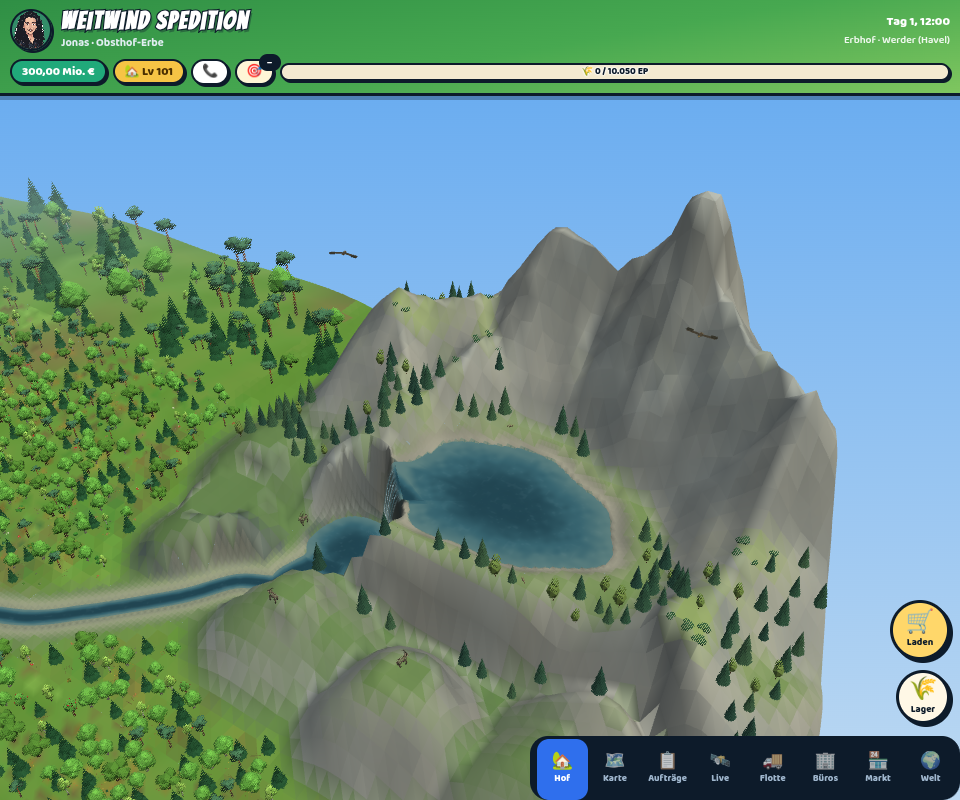 WEITWIND SPEDITION
Jonas · Obsthof-Erbe
Tag 1, 12:00
Erbhof · Werder (Havel)
300,00 Mio. €
Lv 101
–
0 / 10.050 EP
Laden
Lager
Hof
Karte
Aufträge
Live
Flotte
Büros
Markt
Welt